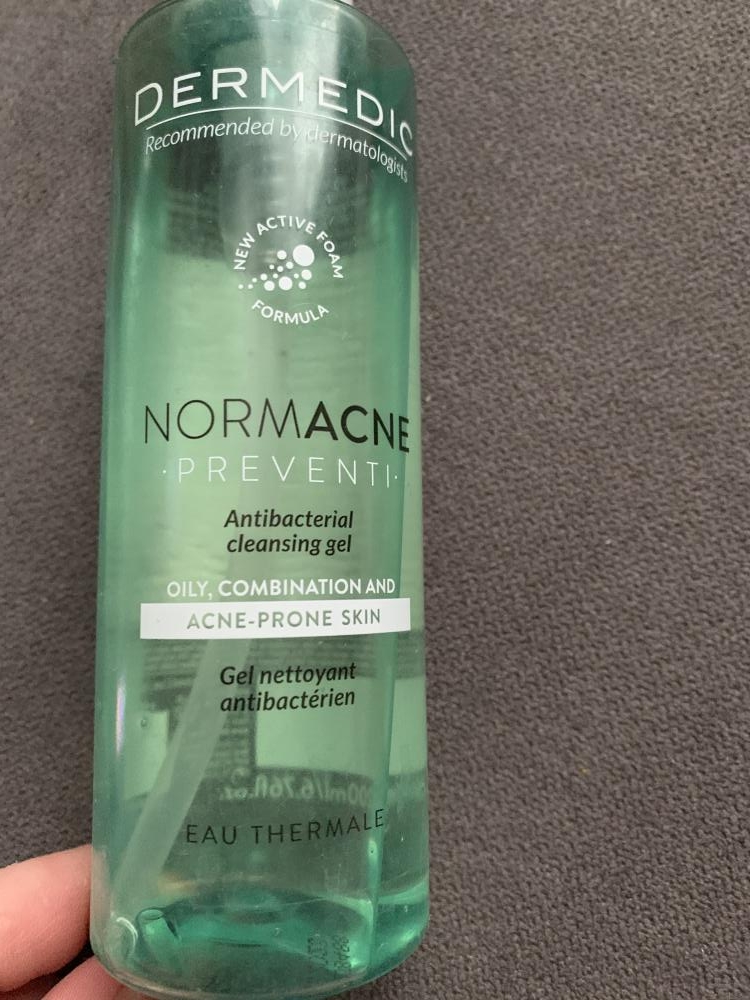 DERMEDIC
Recommended by dermatologists
NEW ACTIVE FOAM
FORMULA
NORMACNE
·PREVENTI·
Antibacterial
cleansing gel
OILY, COMBINATION AND
ACNE-PRONE SKIN
Gel nettoyant
antibactérien
EAU THERMALE